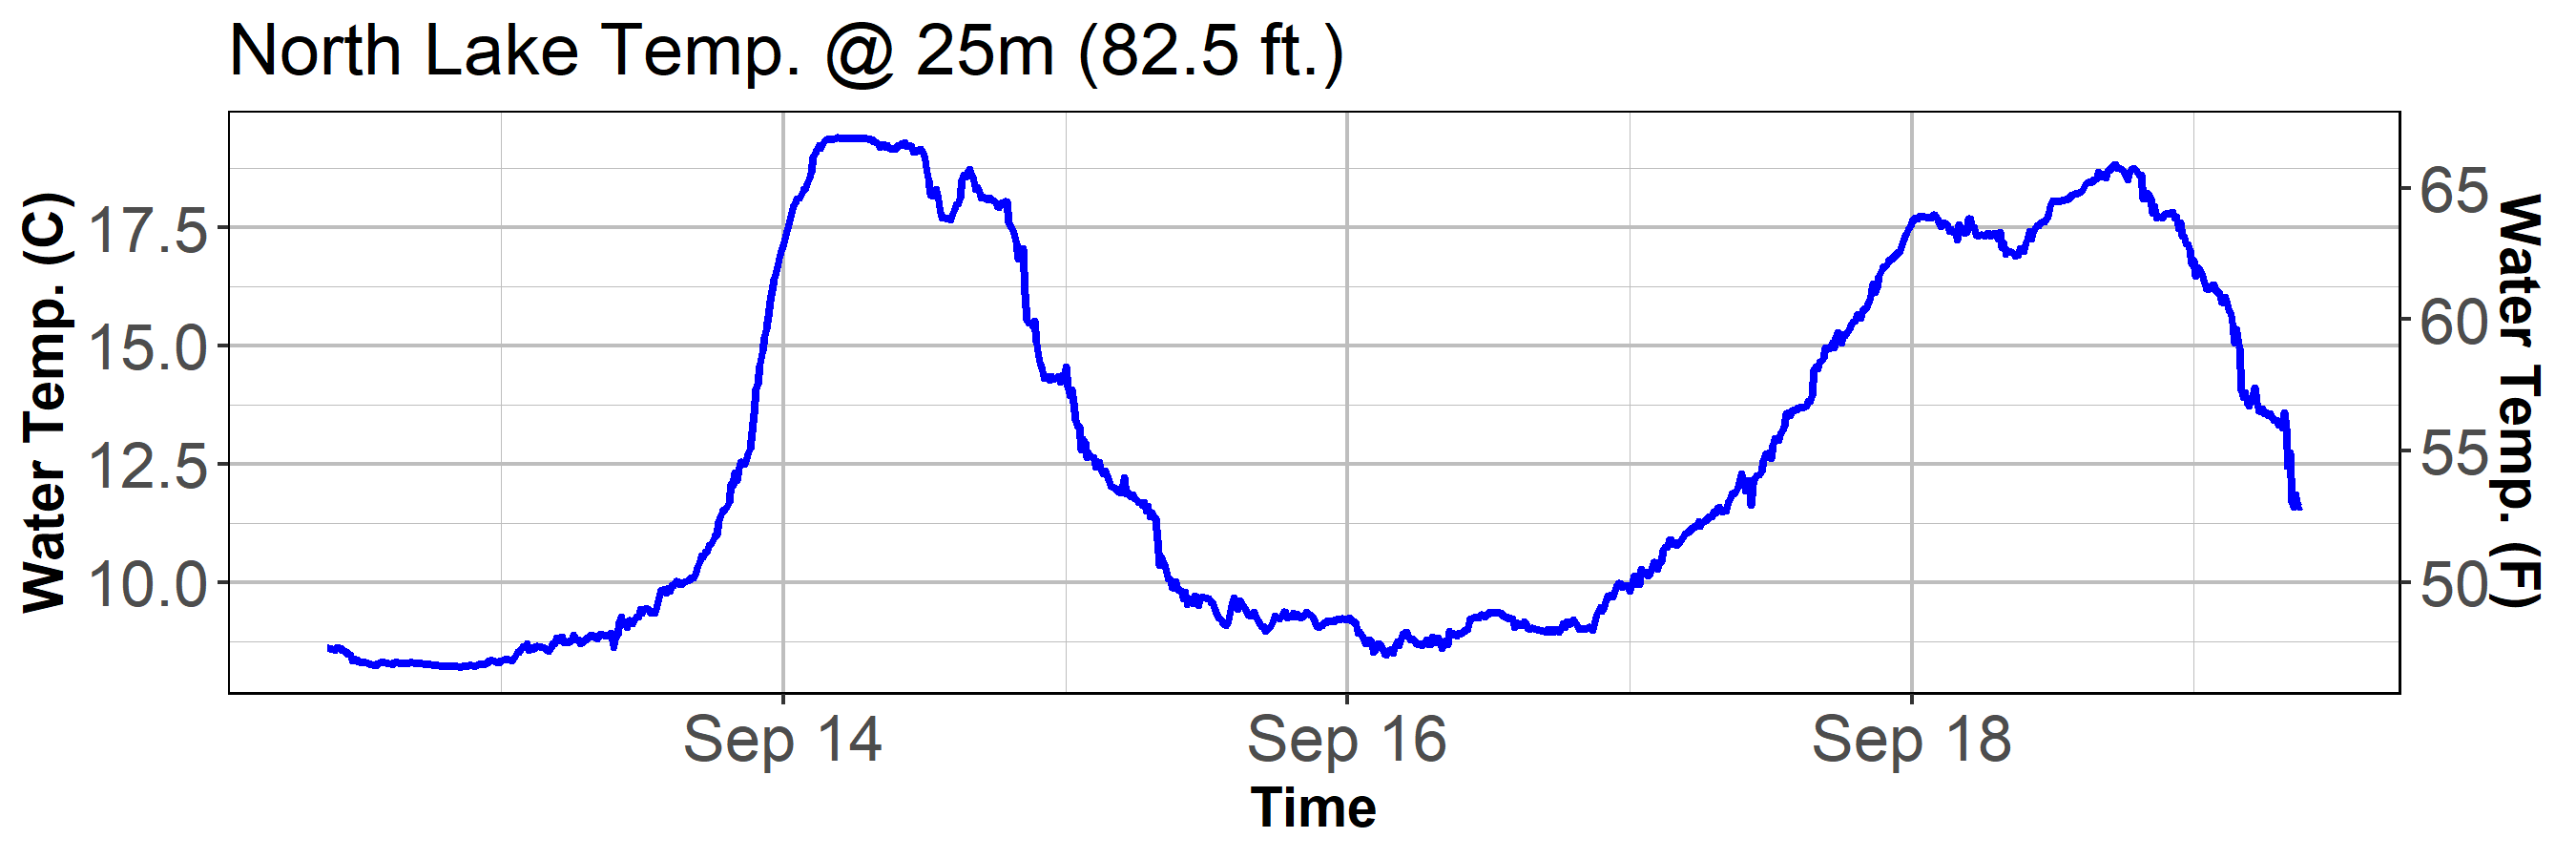 North Lake Temp. @ 25m (82.5 ft.)
Water Temp. (C)
17.5
15.0
12.5
10.0
65
60
55
50
Water Temp. (F)
Sep 14
Sep 16
Sep 18
Time